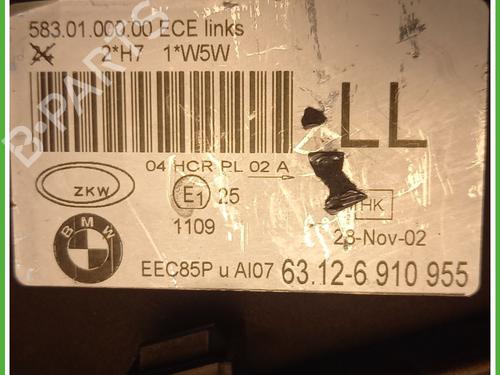 583.01.000.00 ECE links
2*H7 1*W5W
LL
04 HCR PL 02 A
ZKW
E1 25
1109
HK
BMW
28-Nov-02
EEC85P u AI07 63.12-6 910 955
B-PARTS